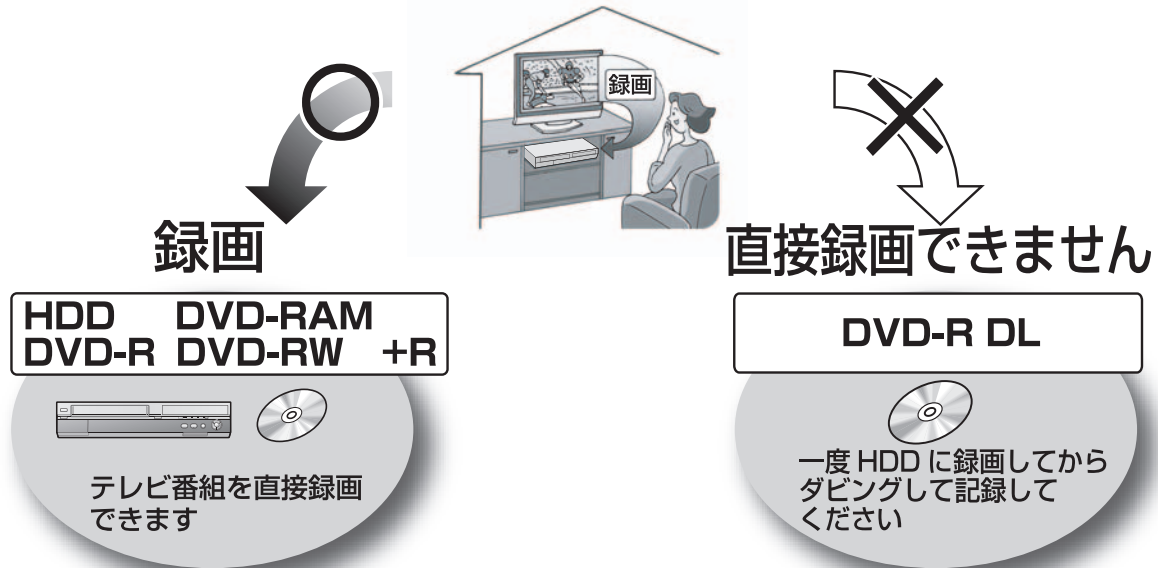 録画
録画
HDD DVD-RAM
DVD-R DVD-RW +R
テレビ番組を直接録画
できます
直接録画できません
DVD-R DL
一度 HDD に録画してから
ダビングして記録して
ください